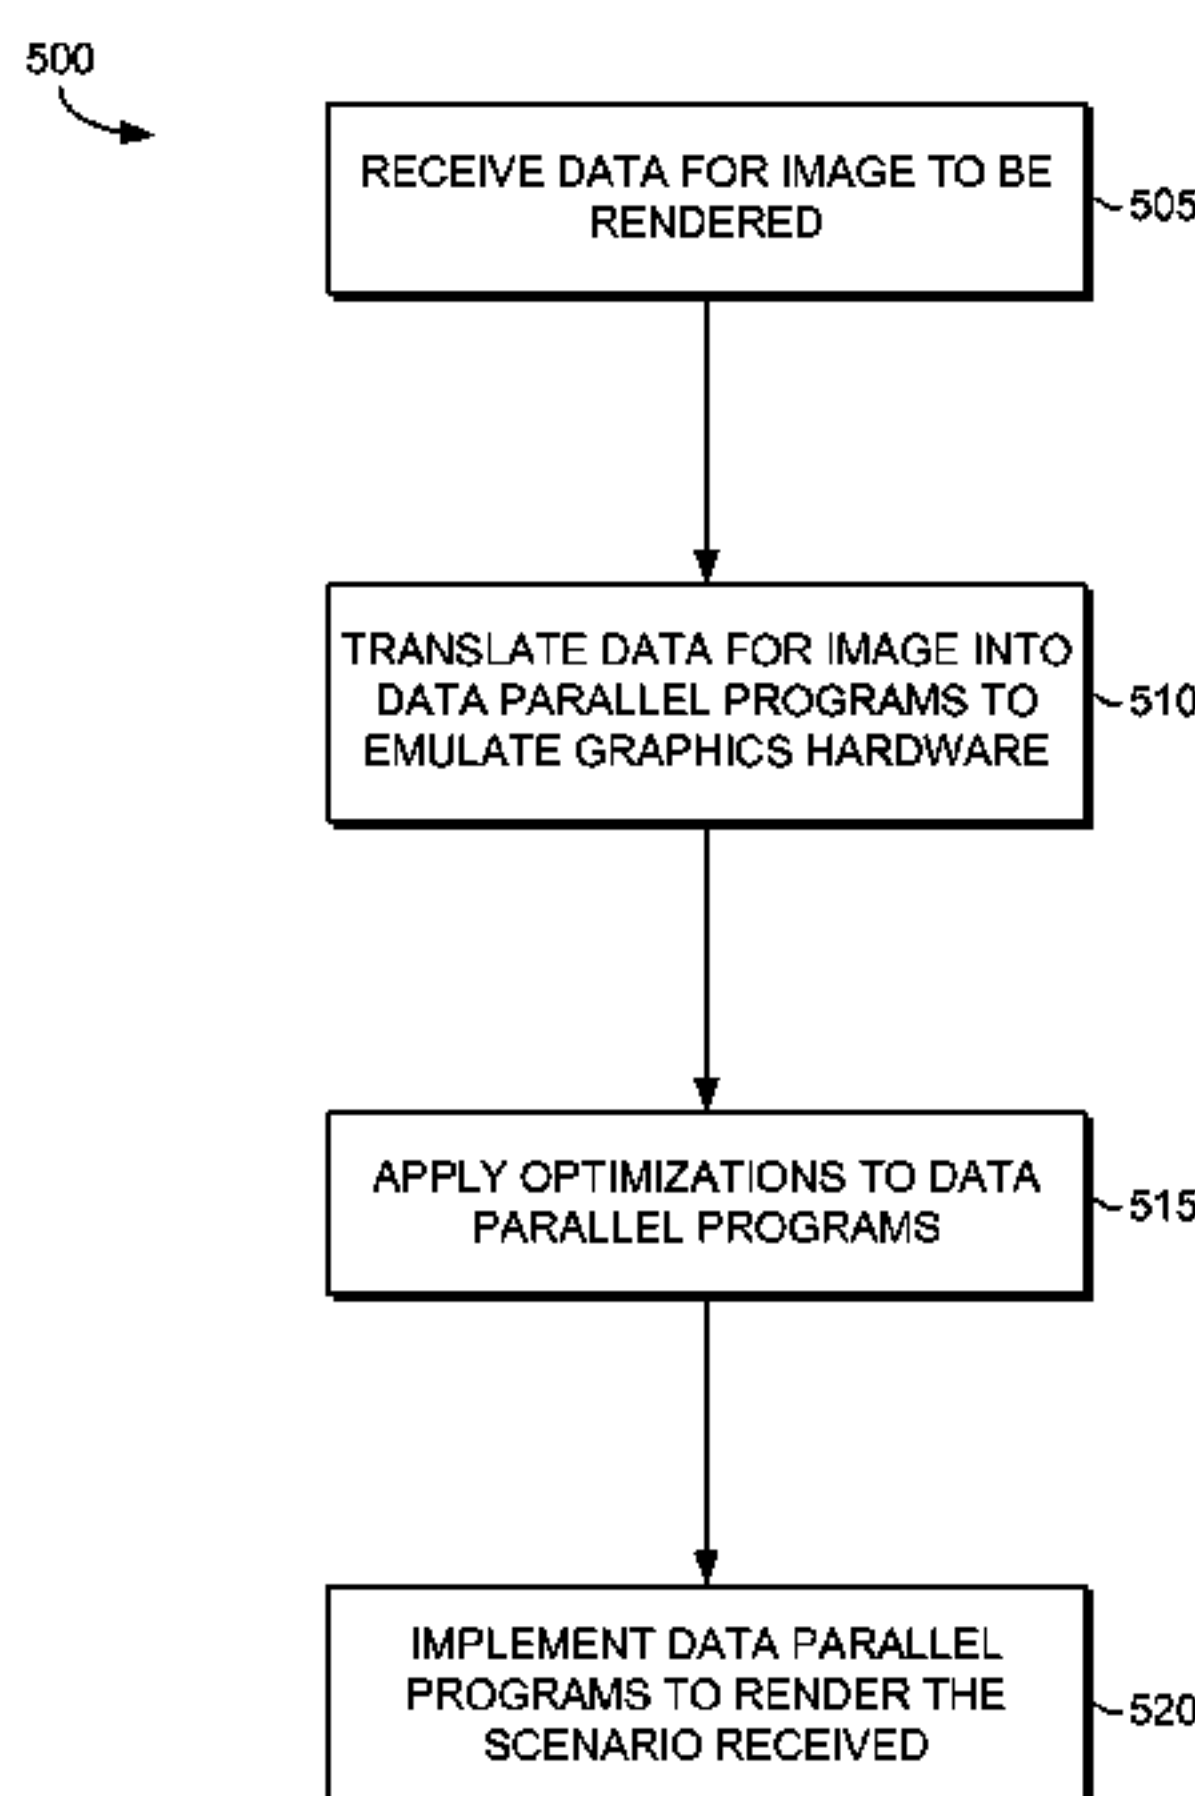 500
RECEIVE DATA FOR IMAGE TO BE
RENDERED
505
TRANSLATE DATA FOR IMAGE INTO
DATA PARALLEL PROGRAMS TO
EMULATE GRAPHICS HARDWARE
510
APPLY OPTIMIZATIONS TO DATA
PARALLEL PROGRAMS
515
IMPLEMENT DATA PARALLEL
PROGRAMS TO RENDER THE
SCENARIO RECEIVED
520